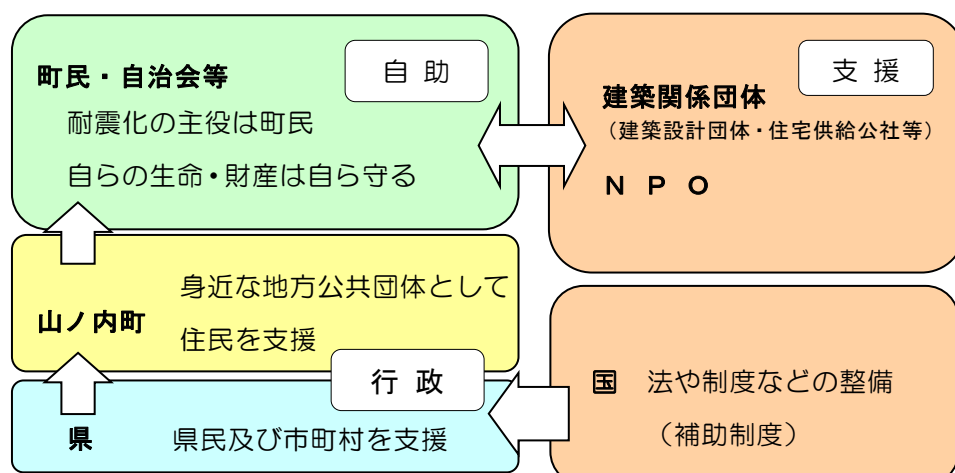 町民・自治会等
自 助
耐震化の主役は町民
自らの生命・財産は自ら守る
支 援
建築関係団体
(建築設計団体・住宅供給公社等)
N P O
山ノ内町
身近な地方公共団体として
住民を支援
行 政
県
県民及び市町村を支援
国 法や制度などの整備
(補助制度)